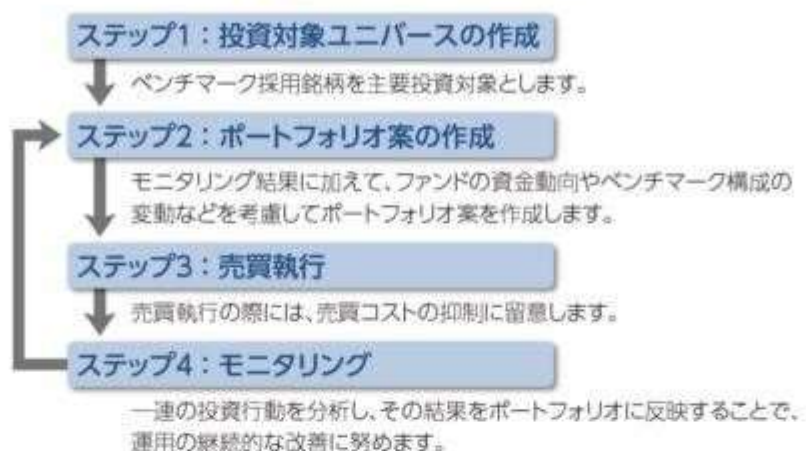 ステップ1：投資対象ユニバースの作成
ベンチマーク採用銘柄を主要投資対象とします。
ステップ2：ポートフォリオ案の作成
モニタリング結果に加えて、ファンドの資金動向やベンチマーク構成の
変動などを考慮してポートフォリオ案を作成します。
ステップ3：売買執行
売買執行の際には、売買コストの抑制に留意します。
ステップ4：モニタリング
一連の投資行動を分析し、その結果をポートフォリオに反映することで、
運用の継続的な改善に努めます。